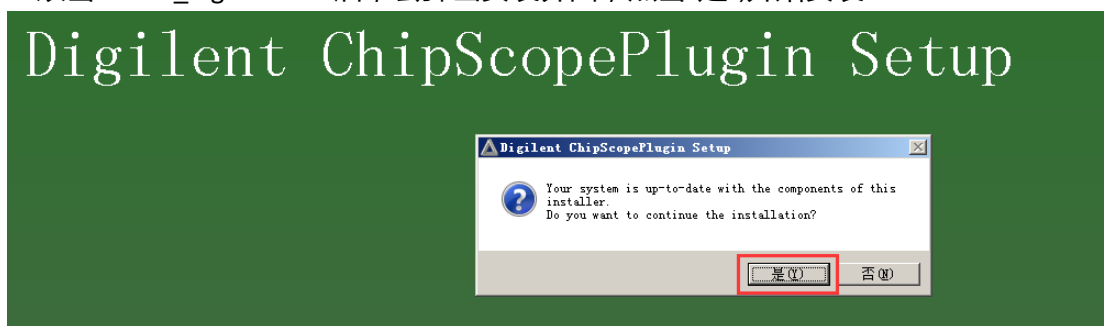 Digilent ChipScopePlugin Setup
Digilent ChipScopePlugin Setup
Your system is up-to-date with the components of this
installer.
Do you want to continue the installation?
是(Y) 否(N)